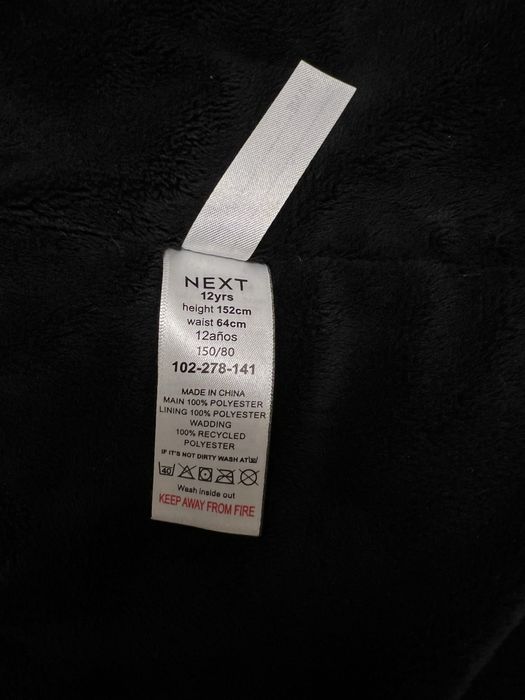 NEXT
12yrs
height 152cm
waist 64cm
12años
150/80
102-278-141
MADE IN CHINA
MAIN 100% POLYESTER
LINING 100% POLYESTER
WADDING
100% RECYCLED
POLYESTER
IF IT'S NOT DIRTY WASH AT
40
Wash inside out
KEEP AWAY FROM FIRE